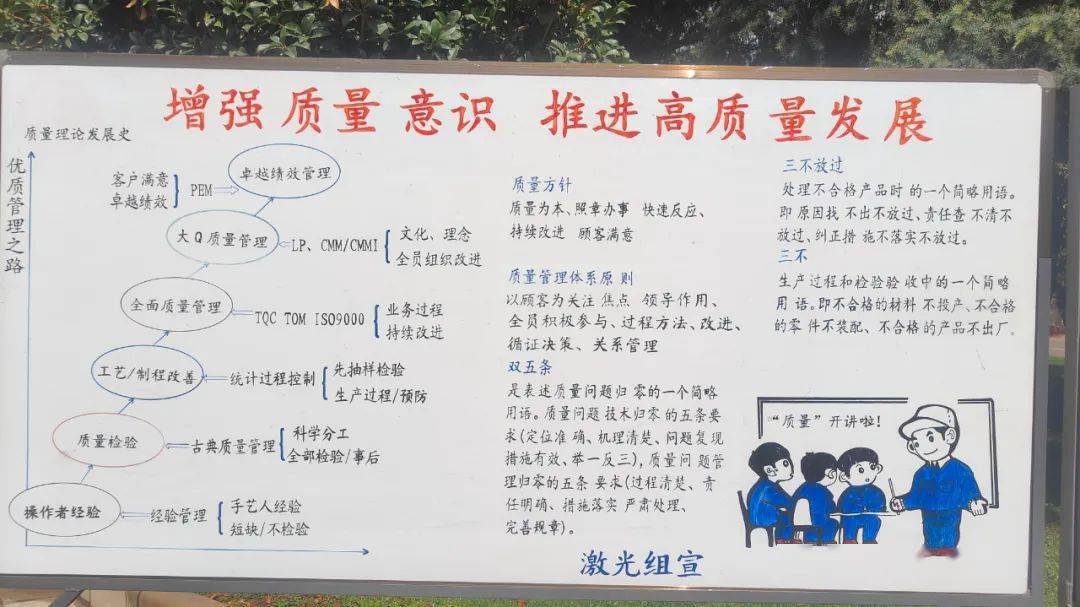 增强质量意识 推进高质量发展
质量理论发展史
优质管理之路
卓越绩效管理
PEM
客户满意
卓越绩效
大Q质量管理
LP、CMM/CMMI
文化、理念
全员组织改进
全面质量管理
TQC TOM ISO9000
业务过程
持续改进
工艺/制程改善
统计过程控制
先抽样检验
生产过程/预防
质量检验
古典质量管理
科学分工
全部检验/事后
操作者经验
经验管理
手艺人经验
短缺/不检验
质量方针
质量为本、照章办事 快速反应、
持续改进 顾客满意
质量管理体系原则
以顾客为关注焦点 领导作用、
全员积极参与、过程方法、改进、
循证决策、关系管理
双五条
是表述质量问题归零的一个简略
用语。质量问题技术归零的五条要
求(定位准确、机理清楚、问题复现
措施有效、举一反三),质量问题管
理归零的五条要求(过程清楚、责
任明确、措施落实 严肃处理、
完善规章)。
三不放过
处理不合格产品时的一个简略用语。
即原因找不出不放过、责任查不清不
放过、纠正措施不落实不放过。
三不
生产过程和检验验收中的一个简略
用语。即不合格的材料不投产、不合格
的零件不装配、不合格的产品不出厂。
“质量”开讲啦!
激光组宣